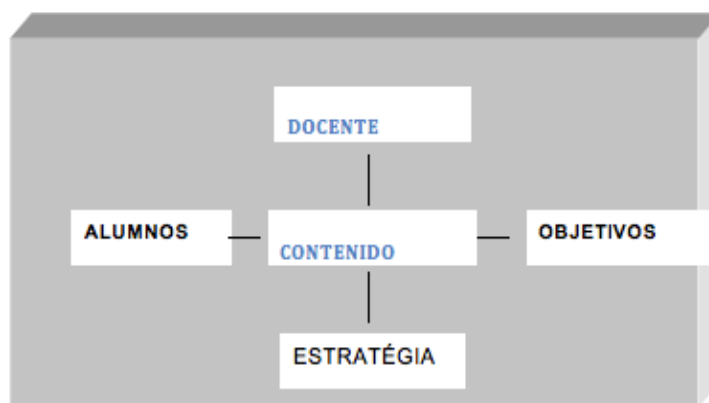 DOCENTE
ALUMNOS
CONTENIDO
OBJETIVOS
ESTRATÉGIA